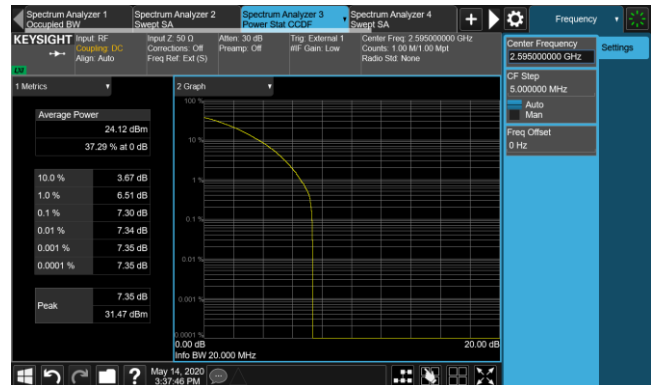 Spectrum Analyzer 1
Occupied BW
Spectrum Analyzer 2
Swept SA
Spectrum Analyzer 3
Power Stat CCDF
Spectrum Analyzer 4
Swept SA
Frequency
KEYSIGHT
Input: RF
Coupling: DC
Align: Auto
Input Z: 50 Ω
Corrections: Off
Freq Ref: Ext (S)
Atten: 30 dB
Preamp: Off
Trig: External 1
#IF Gain: Low
Center Freq: 2.595000000 GHz
Counts: 1.00 M/1.00 Mpt
Radio Std: None
Center Frequency
2.595000000 GHz
Settings
CF Step
5.000000 MHz
Auto
Man
Freq Offset
0 Hz
1 Metrics
Average Power
24.12 dBm
37.29 % at 0 dB
10.0 % 3.67 dB
1.0 % 6.51 dB
0.1 % 7.30 dB
0.01 % 7.34 dB
0.001 % 7.35 dB
0.0001 % 7.35 dB
Peak
7.35 dB
31.47 dBm
2 Graph
100 %
10 %
1 %
0.1 %
0.01 %
0.001 %
0.0001 %
0.00 dB
20.00 dB
Info BW 20.000 MHz
?
May 14, 2020
3:37:46 PM